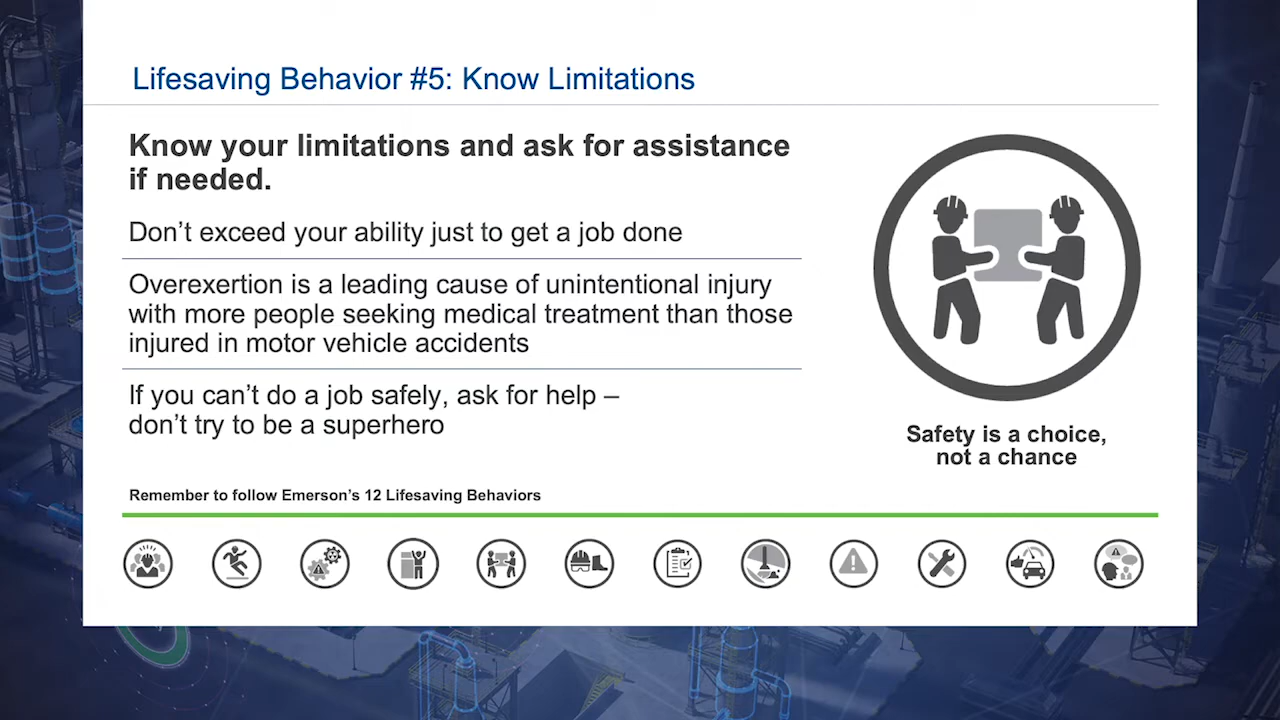 Lifesaving Behavior #5: Know Limitations
Know your limitations and ask for assistance
if needed.
Don’t exceed your ability just to get a job done
Overexertion is a leading cause of unintentional injury
with more people seeking medical treatment than those
injured in motor vehicle accidents
If you can’t do a job safely, ask for help –
don’t try to be a superhero
Safety is a choice,
not a chance
Remember to follow Emerson’s 12 Lifesaving Behaviors